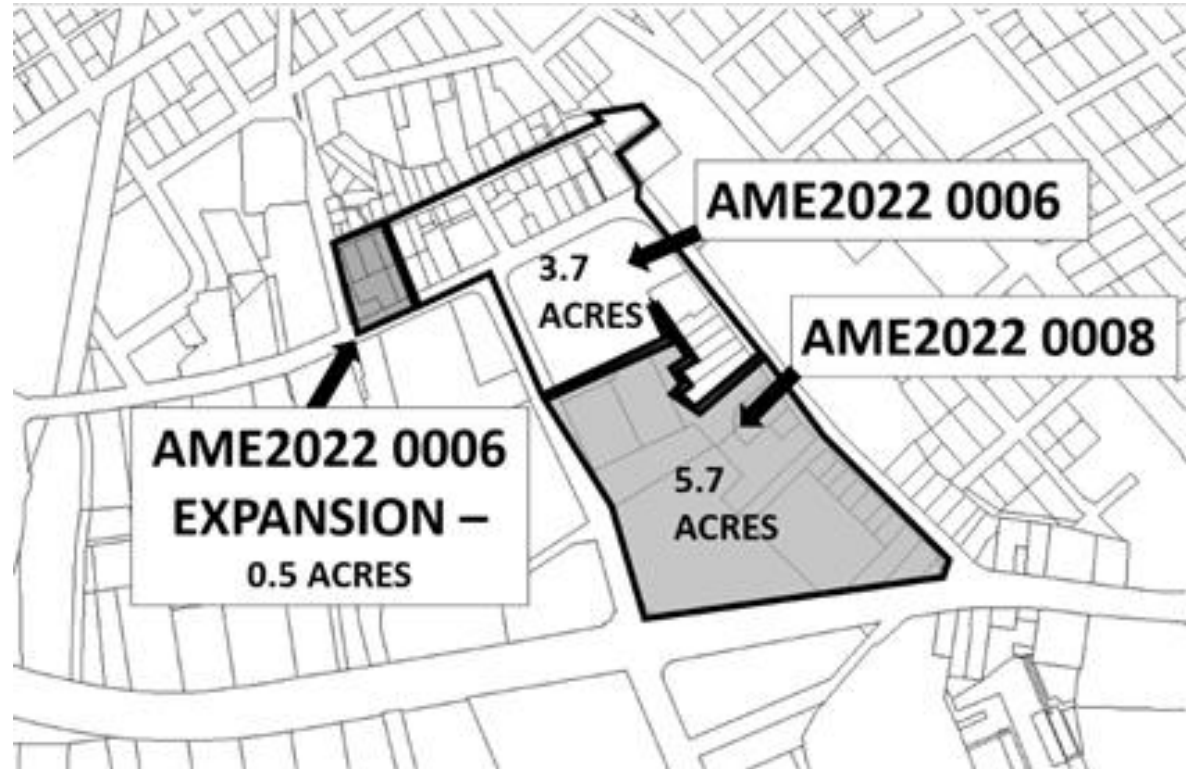 AME2022 0006
3.7
ACRES
AME2022 0008
AME2022 0006
EXPANSION –
0.5 ACRES
5.7
ACRES